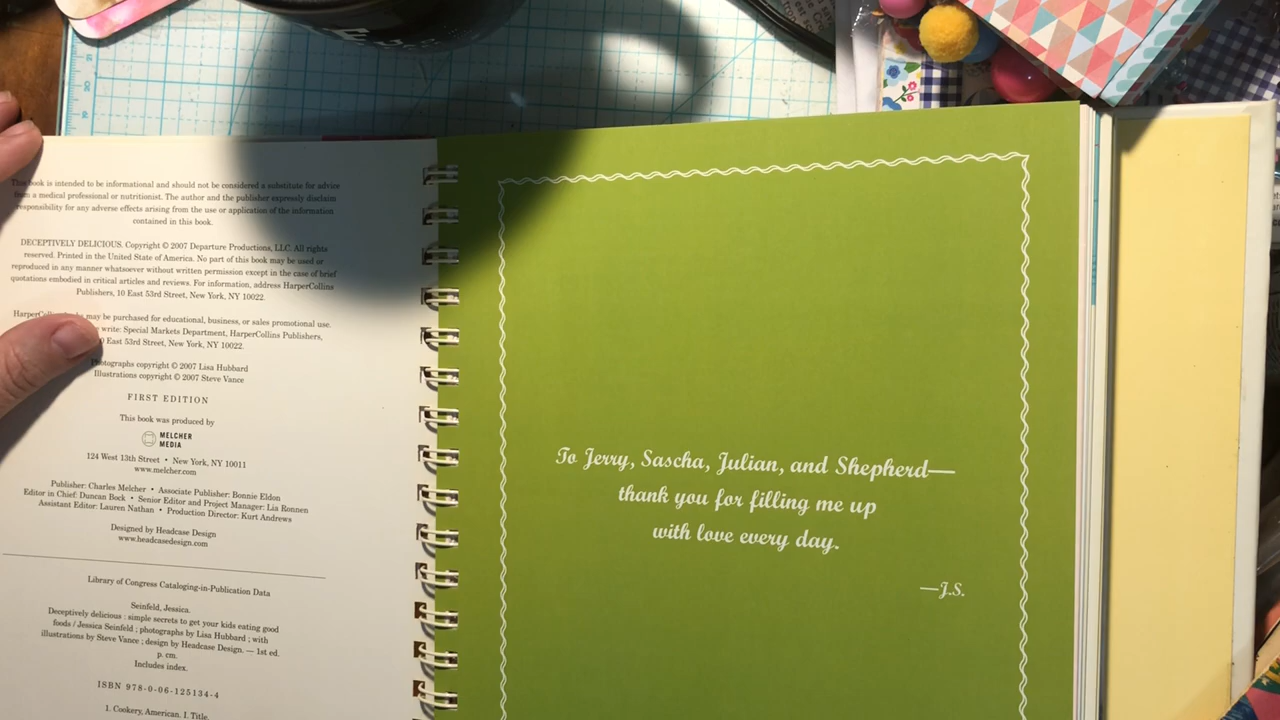 This book is intended to be informational and should not be considered a substitute for advice
from a medical professional or nutritionist. The author and the publisher expressly disclaim
responsibility for any adverse effects arising from the use or application of the information
contained in this book.
DECEPTIVELY DELICIOUS. Copyright © 2007 Departure Productions, LLC. All rights
reserved. Printed in the United State of America. No part of this book may be used or
reproduced in any manner whatsoever without written permission except in the case of brief
quotations embodied in critical articles and reviews. For information, address HarperCollins
Publishers, 10 East 53rd Street, New York, NY 10022.
may be purchased for educational, business, or sales promotional use.
write: Special Markets Department, HarperCollins Publishers,
East 53rd Street, New York, NY 10022.
Photographs copyright © 2007 Lisa Hubbard
Illustrations copyright © 2007 Steve Vance
FIRST EDITION
This book was produced by
MELCHER
MEDIA
124 West 13th Street • New York, NY 10011
www.melcher.com
Publisher: Charles Melcher • Associate Publisher: Bonnie Eldon
Editor in Chief: Duncan Bock • Senior Editor and Project Manager: Lia Ronnen
Assistant Editor: Lauren Nathan • Production Director: Kurt Andrews
Designed by Headcase Design
www.headcasedesign.com
Library of Congress Cataloging-in-Publication Data
Seinfeld, Jessica.
Deceptively delicious : simple secrets to get your kids eating good
foods / Jessica Seinfeld ; photographs by Lisa Hubbard ; with
illustrations by Steve Vance ; design by Headcase Design. — 1st ed.
p. cm.
Includes index.
ISBN 978-0-06-125134-4
1. Cookery, American. I. Title.
To Jerry, Sascha, Julian, and Shepherd—
thank you for filling me up
with love every day.
—J.S.